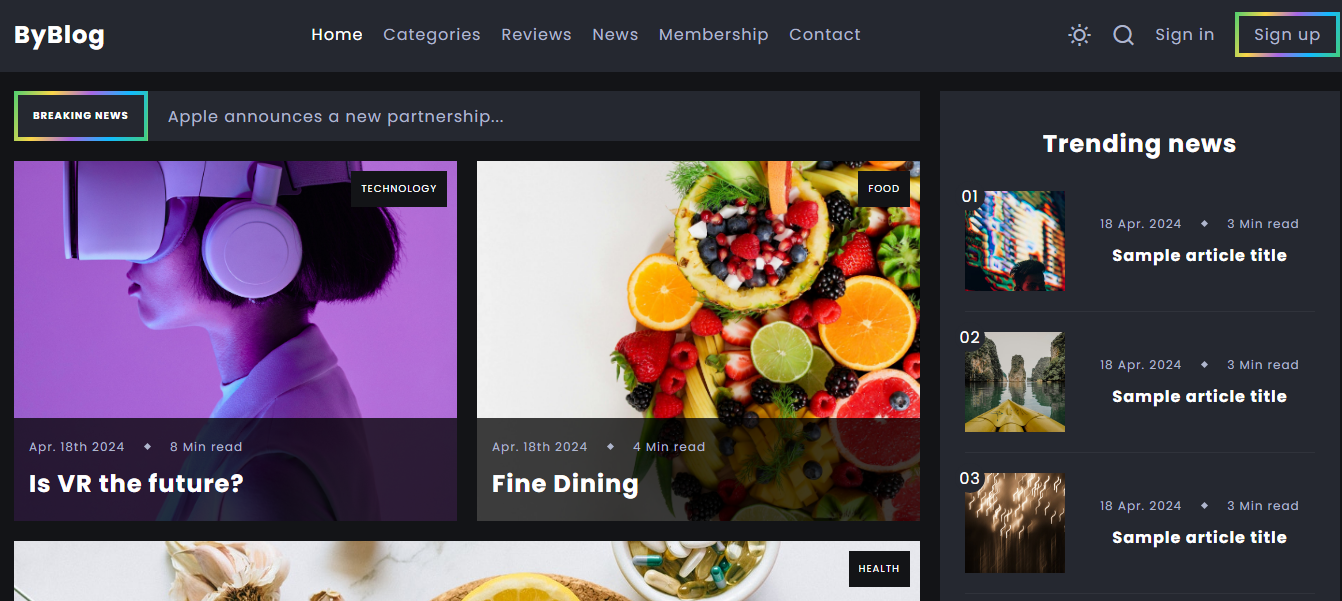 ByBlog
Home Categories Reviews News Membership Contact
Sign in
Sign up
BREAKING NEWS
Apple announces a new partnership...
TECHNOLOGY
Apr. 18th 2024 ◆ 8 Min read
Is VR the future?
FOOD
Apr. 18th 2024 ◆ 4 Min read
Fine Dining
HEALTH
Trending news
01
18 Apr. 2024 ◆ 3 Min read
Sample article title
02
18 Apr. 2024 ◆ 3 Min read
Sample article title
03
18 Apr. 2024 ◆ 3 Min read
Sample article title